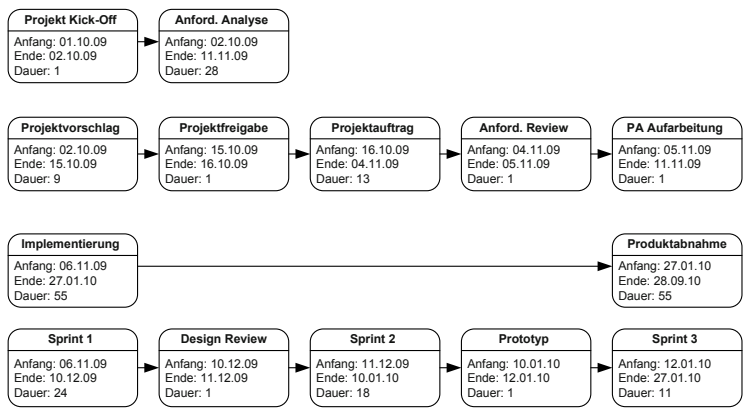 Projekt Kick-Off
Anfang: 01.10.09
Ende: 02.10.09
Dauer: 1
Anford. Analyse
Anfang: 02.10.09
Ende: 11.11.09
Dauer: 28
Projektvorschlag
Anfang: 02.10.09
Ende: 15.10.09
Dauer: 9
Projektfreigabe
Anfang: 15.10.09
Ende: 16.10.09
Dauer: 1
Projektauftrag
Anfang: 16.10.09
Ende: 04.11.09
Dauer: 13
Anford. Review
Anfang: 04.11.09
Ende: 05.11.09
Dauer: 1
PA Aufarbeitung
Anfang: 05.11.09
Ende: 11.11.09
Dauer: 1
Implementierung
Anfang: 06.11.09
Ende: 27.01.10
Dauer: 55
Produktabnahme
Anfang: 27.01.10
Ende: 28.09.10
Dauer: 55
Sprint 1
Anfang: 06.11.09
Ende: 10.12.09
Dauer: 24
Design Review
Anfang: 10.12.09
Ende: 11.12.09
Dauer: 1
Sprint 2
Anfang: 11.12.09
Ende: 10.01.10
Dauer: 18
Prototyp
Anfang: 10.01.10
Ende: 12.01.10
Dauer: 1
Sprint 3
Anfang: 12.01.10
Ende: 27.01.10
Dauer: 11